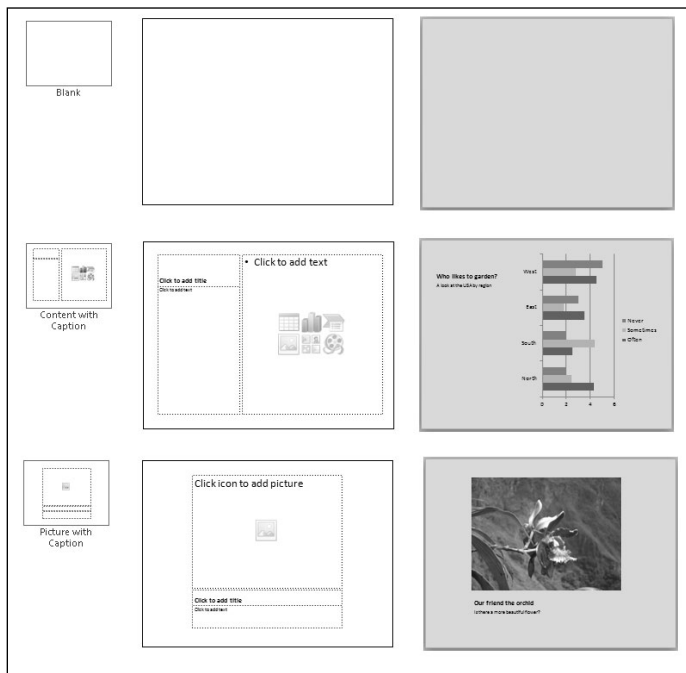 Blank
Content with
Caption
Click to add title
Click to add text
• Click to add text
Who likes to garden?
A look at the USA by region
West
East
South
North
0 2 4 6
Never
Sometimes
Often
Picture with
Caption
Click icon to add picture
Click to add title
Click to add text
Our friend the orchid
Is there a more beautiful flower?